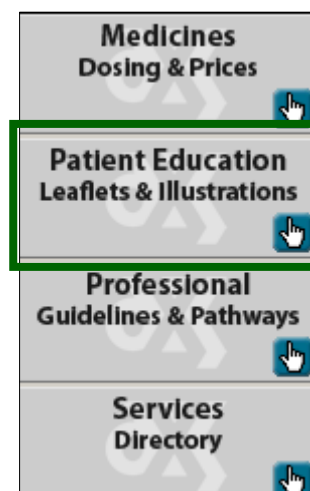 Medicines
Dosing & Prices
Patient Education
Leaflets & Illustrations
Professional
Guidelines & Pathways
Services
Directory